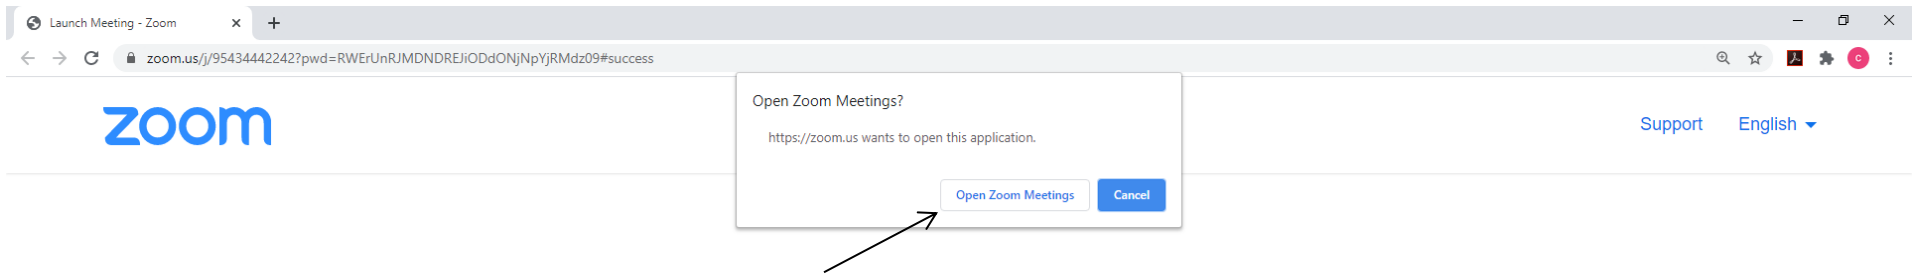 Launch Meeting - Zoom
zoom.us/j/95434442242?pwd=RWErUnRJMDNDREJiODdONjNpYjRMdz09#success
Open Zoom Meetings?
https://zoom.us wants to open this application.
Open Zoom Meetings Cancel
zoom
Support English
C